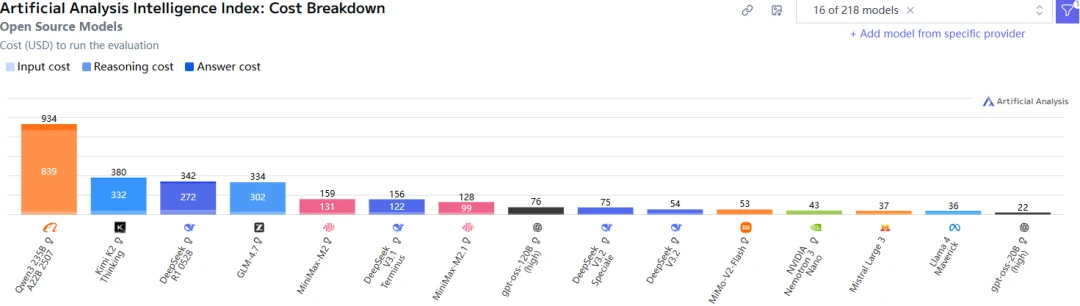 Artificial Analysis Intelligence Index: Cost Breakdown
Open Source Models
Cost (USD) to run the evaluation
16 of 218 models
+ Add model from specific provider
Input cost
Reasoning cost
Answer cost
Artificial Analysis
934
839
380
332
342
272
334
302
159
131
156
122
128
99
76
75
54
53
43
37
36
22
Qwen3 235B
A22B 2507
Kimi K2
Thinking
DeepSeek
R1 0528
GLM-4.7
MiniMax-M2
DeepSeek
V3.1
Terminus
MiniMax-M2.1
gpt-oss-120B
(high)
DeepSeek
V3.2
Speciale
DeepSeek
V3.2
MiMo-V2-Flash
NVIDIA
Nemotron 3
Nano
Mistral Large 3
Llama 4
Maverick
gpt-oss-20B
(high)